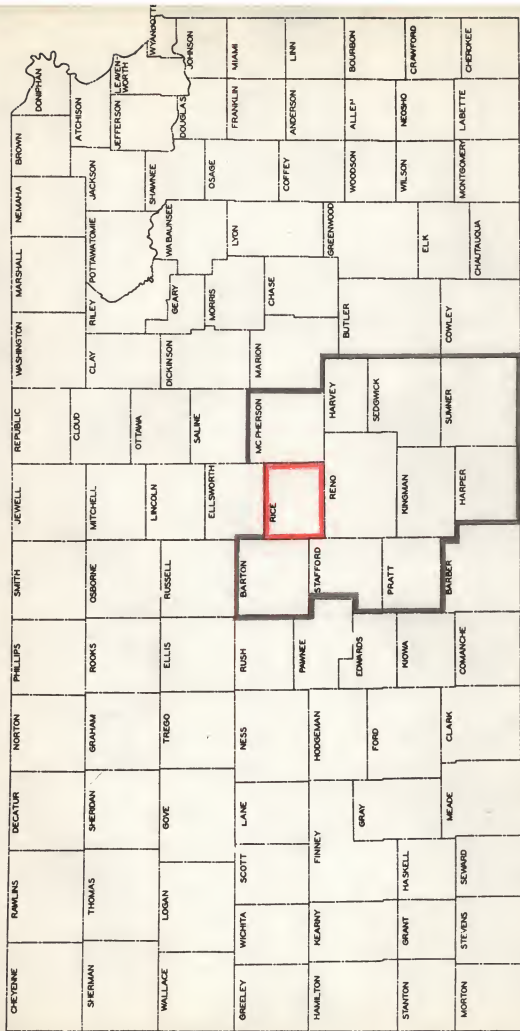 CHEYENNE
RAWLINS
DECATUR
NORTON
PHILLIPS
SMITH
JEWELL
REPUBLIC
WASHINGTON
MARSHALL
NEMAHA
BROWN
DONIPHAN
SHERMAN
THOMAS
SHERIDAN
GRAHAM
ROOKS
OSBORNE
MITCHELL
CLOUD
CLAY
RILEY
POTTAWATOMIE
JACKSON
ATCHISON
JEFFERSON
LEAVEN
WORTH
WYANDOTTE
WALLACE
LOGAN
GOVE
TREGO
ELLIS
RUSSELL
LINCOLN
OTTAWA
SALINE
DICKINSON
GEARY
WABAUNSEE
SHAWNEE
DOUGLAS
JOHNSON
GREELEY
WICHITA
SCOTT
LANE
NESS
RUSH
BARTON
ELLSWORTH
RICE
MC PHERSON
MARION
MORRIS
CHASE
LYON
OSAGE
COFFEY
FRANKLIN
ANDERSON
MIAMI
LINN
HAMILTON
KEARNY
FINNEY
HODGEMAN
PAWNEE
EDWARDS
STAFFORD
RENO
HARVEY
SEDGWICK
BUTLER
GREENWOOD
WOODSON
ALLEN
BOURBON
STANTON
GRANT
HASKELL
GRAY
FORD
KIOWA
PRATT
KINGMAN
ELK
WILSON
NEOSHO
CRAWFORD
MORTON
STEVENS
SEWARD
MEADE
CLARK
COMANCHE
BARBER
HARPER
SUMNER
COWLEY
CHAUTAUQUA
MONTGOMERY
LABETTE
CHEROKEE